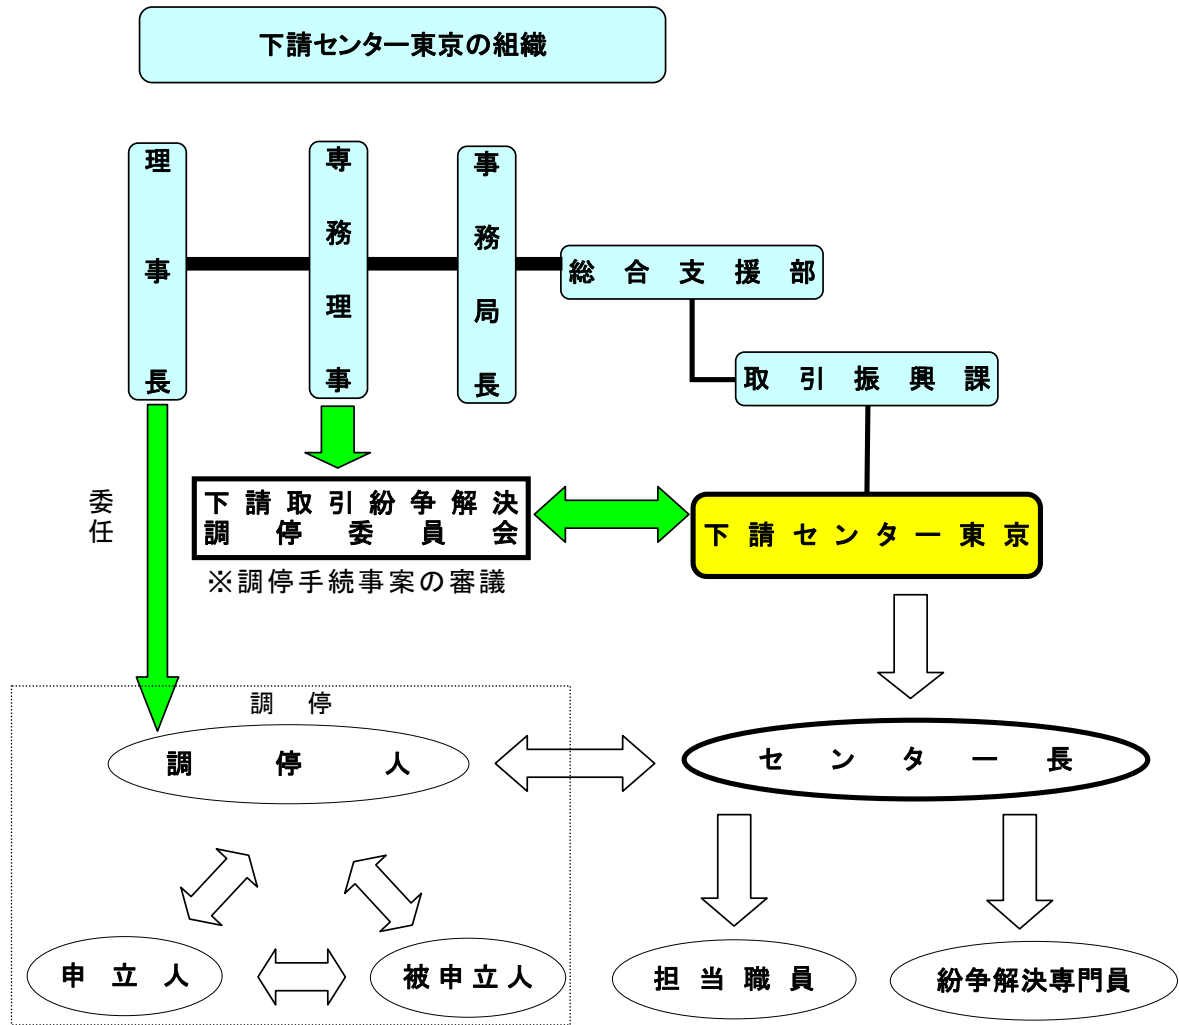 下請センター東京の組織
理事長
専務理事
事務局長
総合支援部
取引振興課
委任
下請取引紛争解決
調停委員会
※調停手続事案の審議
下請センター東京
調停
調停人
センター長
申立人
被申立人
担当職員
紛争解決専門員